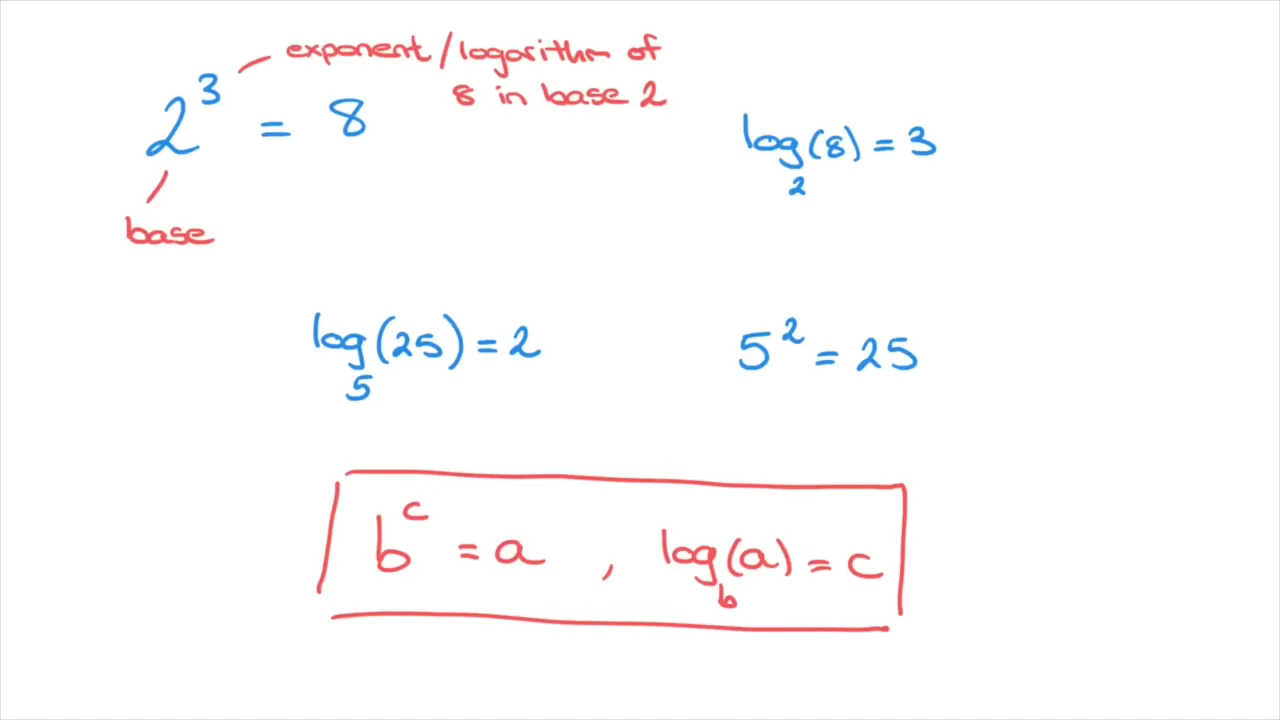 exponent/logarithm of
8 in base 2
2³ = 8
log₂(8) = 3
base
log₅(25) = 2
5² = 25
bᶜ = a , log_b(a) = c